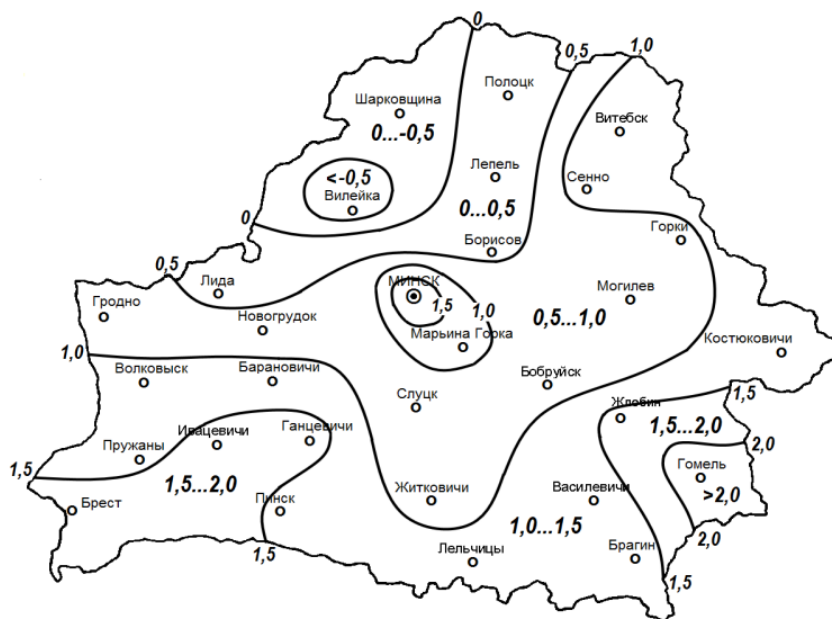 0
0,5
1,0
Полоцк
Шарковщина
0...-0,5
Витебск
<-0,5
Лепель
Сенно
Вилейка
0...0,5
0
Горки
Борисов
0,5
Лида
МИНСК
1,5
1,0
0,5...1,0
Могилев
Гродно
Новогрудок
Марьина Горка
1,0
Костюковичи
Волковыск
Барановичи
Бобруйск
Слуцк
1,5
Жлобин
1,5...2,0
Ивацевичи
Ганцевичи
2,0
Пружаны
1,5
Гомель
1,5...2,0
>2,0
Брест
Пинск
Житковичи
Василевичи
1,0...1,5
2,0
1,5
Лельчицы
Брагин
1,5